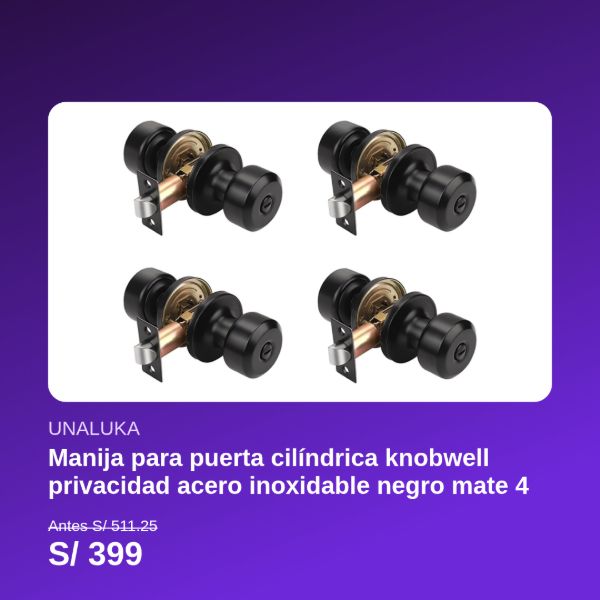 UNALUKA
Manija para puerta cilíndrica knobwell
privacidad acero inoxidable negro mate 4
Antes S/ 511.25
S/ 399